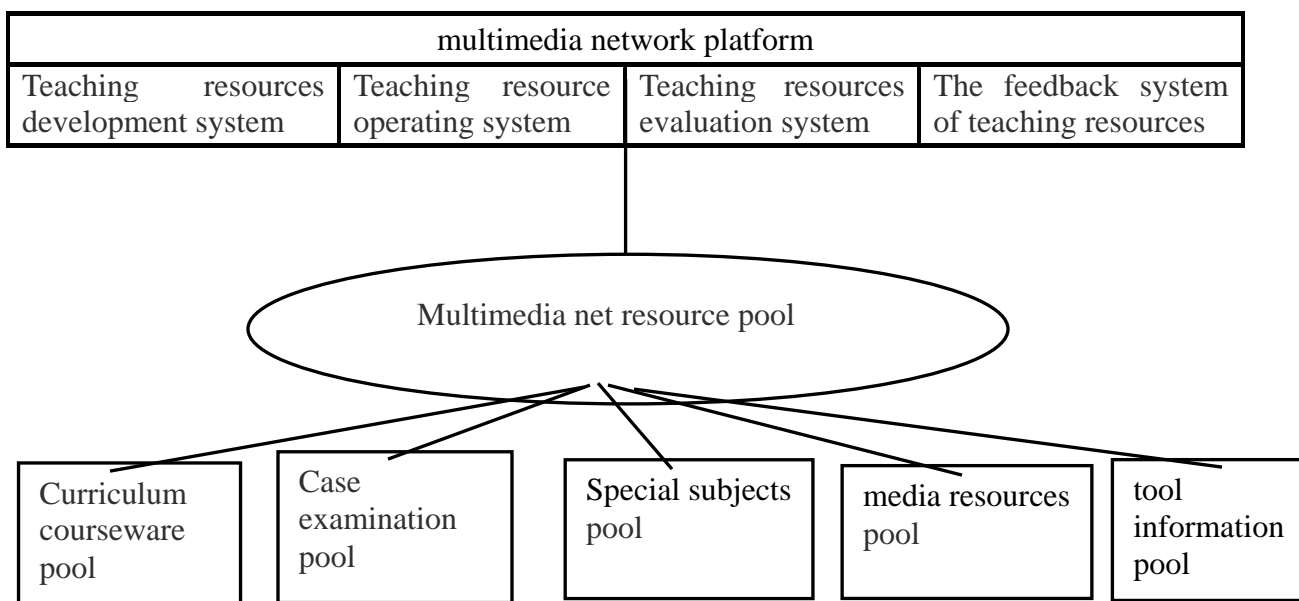 multimedia network platform
Teaching resources
development system
Teaching resource
operating system
Teaching resources
evaluation system
The feedback system
of teaching resources
Multimedia net resource pool
Curriculum
courseware
pool
Case
examination
pool
Special subjects
pool
media resources
pool
tool
information
pool